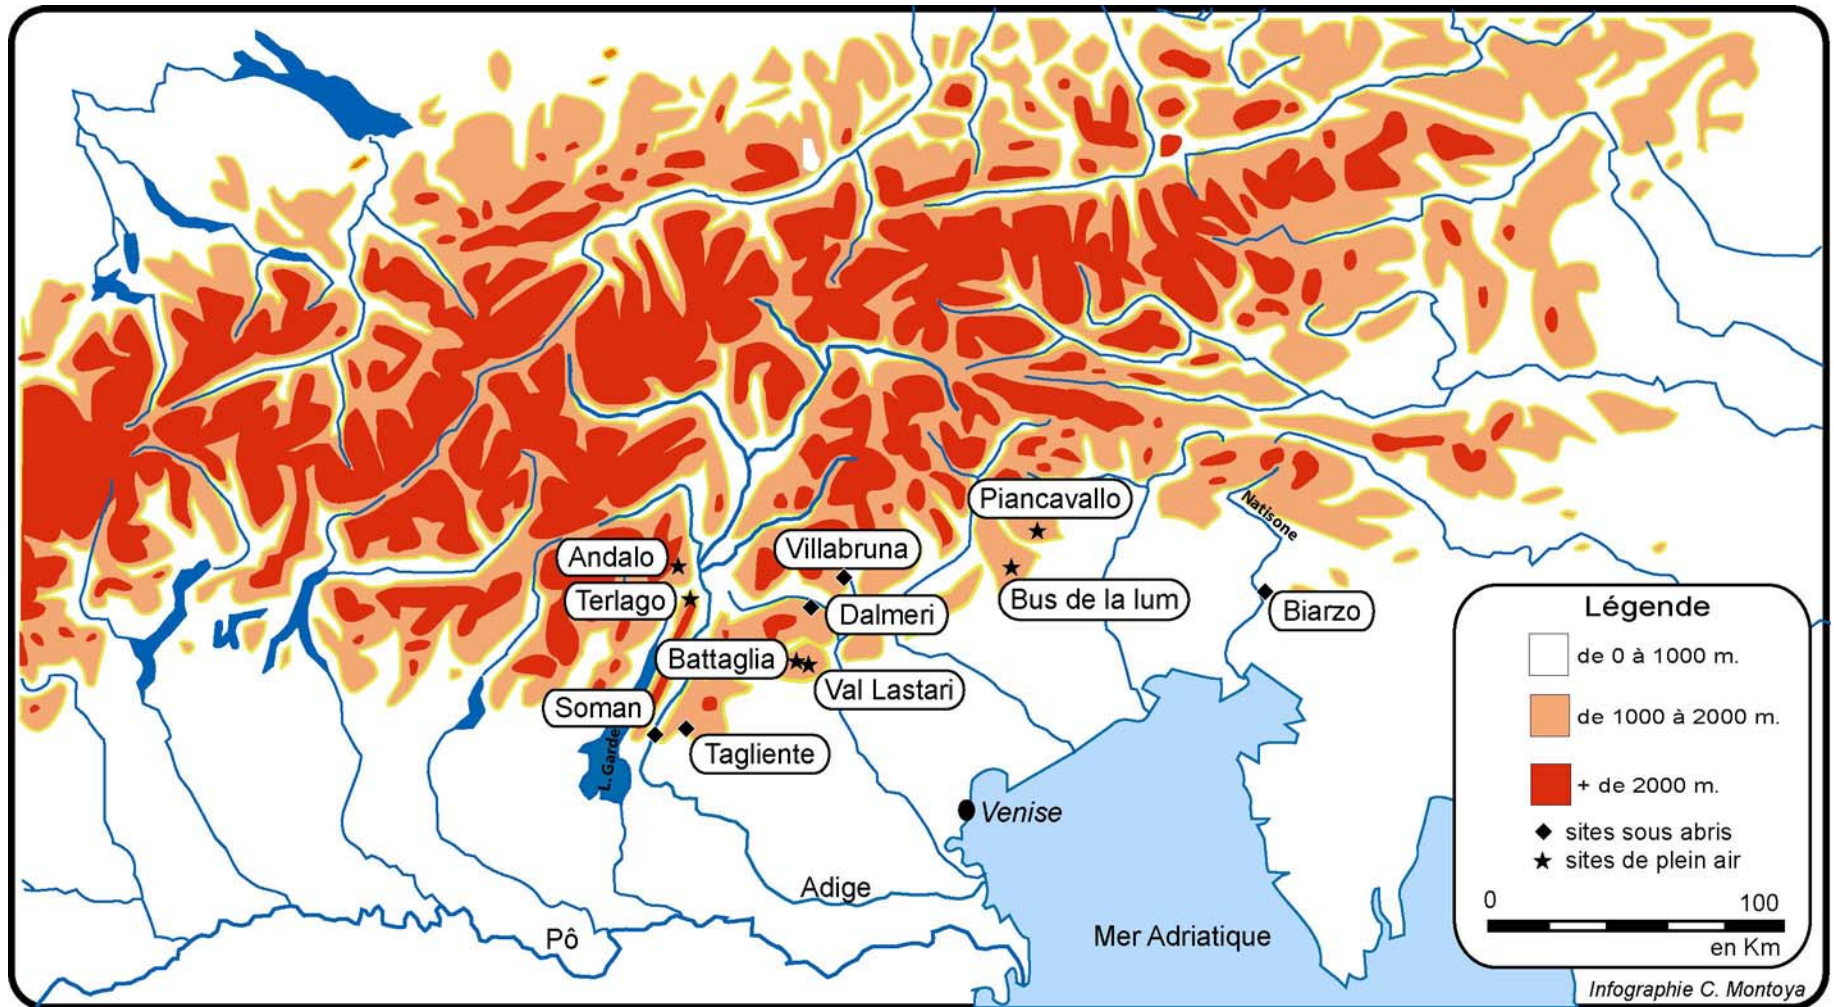 Piancavallo
Natisone
Andalo
Villabruna
Terlago
Dalmeri
Bus de la lum
Biarzo
Battaglia
Val Lastari
Soman
L.Garde
Tagliente
Venise
Adige
Pô
Mer Adriatique
Légende
de 0 à 1000 m.
de 1000 à 2000 m.
+ de 2000 m.
sites sous abris
sites de plein air
0 100
en Km
Infographie C. Montoya